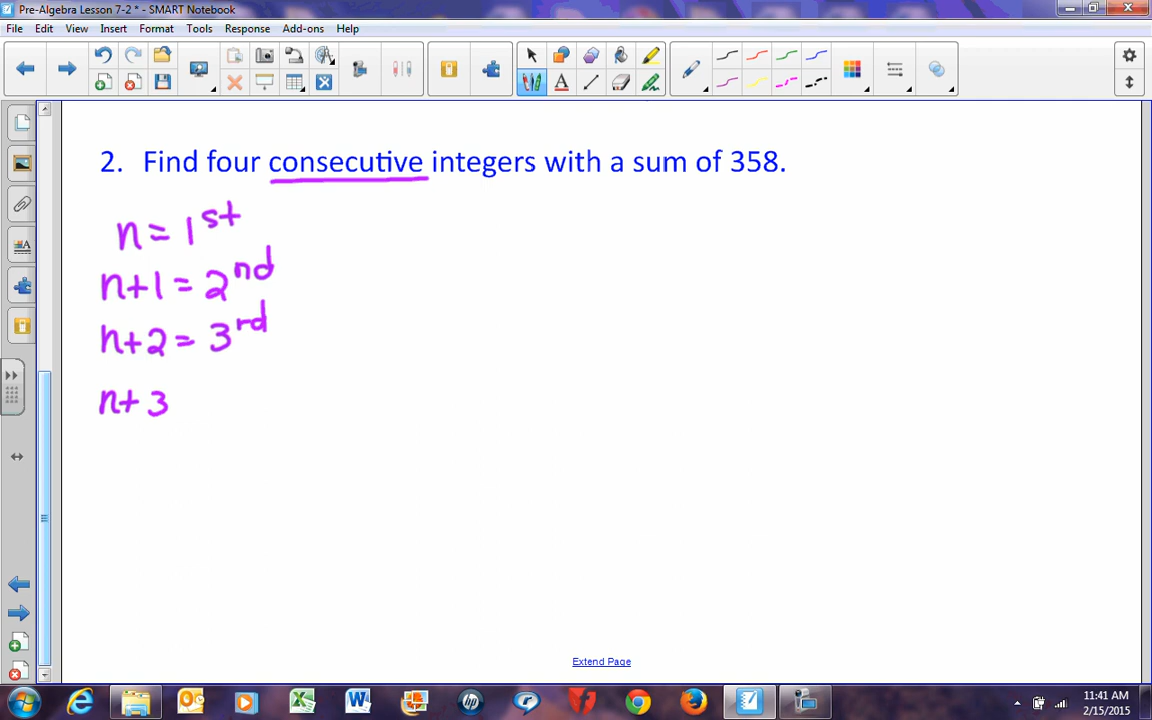 Pre-Algebra Lesson 7-2 * - SMART Notebook
File Edit View Insert Format Tools Response Add-ons Help
2. Find four consecutive integers with a sum of 358.
n = 1st
n+1 = 2nd
n+2 = 3rd
n+3
Extend Page
11:41 AM
2/15/2015